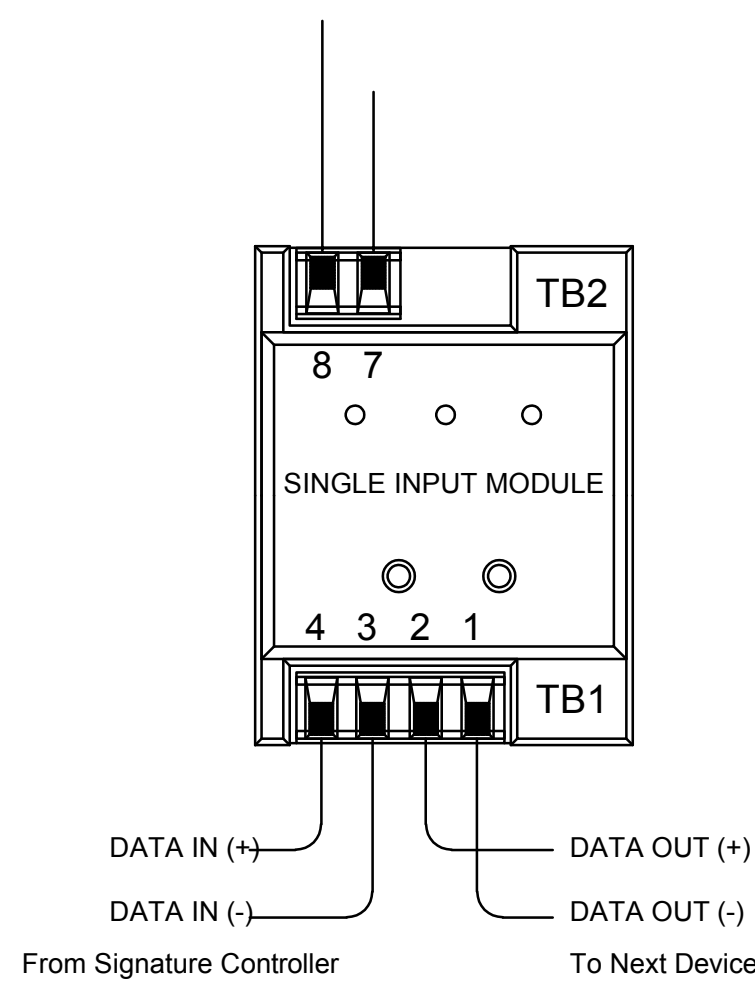 TB2
8 7
SINGLE INPUT MODULE
4 3 2 1
TB1
DATA IN (+)
DATA OUT (+)
DATA IN (-)
DATA OUT (-)
From Signature Controller
To Next Device